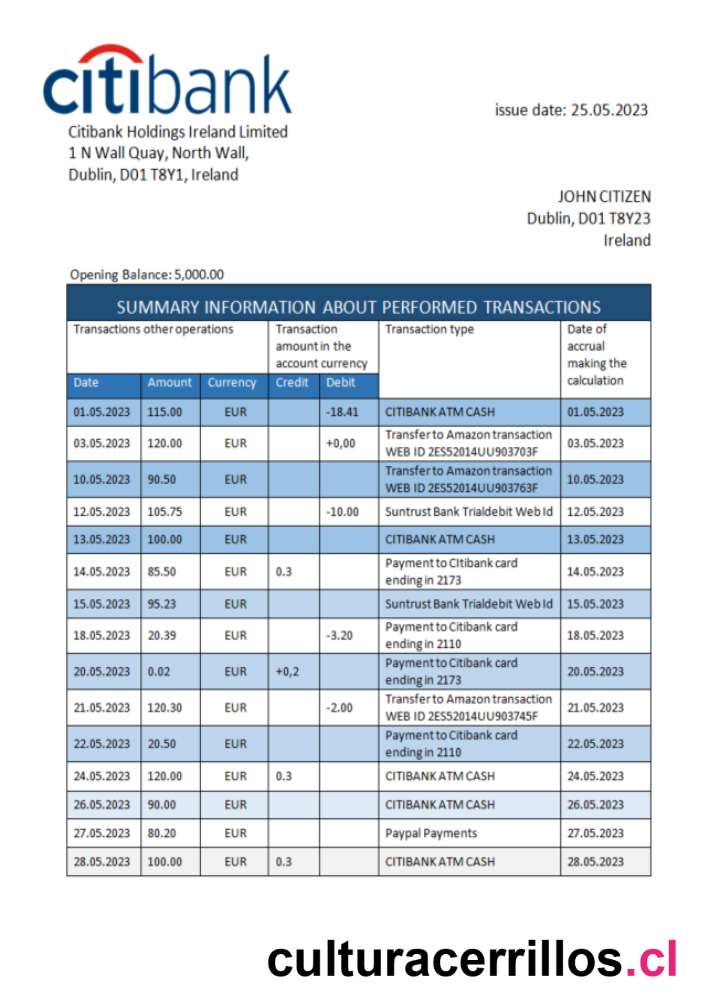 citibank
Citibank Holdings Ireland Limited
1 N Wall Quay, North Wall,
Dublin, D01 T8Y1, Ireland
issue date: 25.05.2023
JOHN CITIZEN
Dublin, D01 T8Y23
Ireland
Opening Balance: 5,000.00
SUMMARY INFORMATION ABOUT PERFORMED TRANSACTIONS
Transactions other operations
Transaction
amount in the
account currency
Transaction type
Date of
accrual
making the
calculation
Date Amount Currency Credit Debit
01.05.2023 115.00 EUR -18.41 CITIBANK ATM CASH 01.05.2023
03.05.2023 120.00 EUR +0,00 Transfer to Amazon transaction
WEB ID 2ES52014UU903703F 03.05.2023
10.05.2023 90.50 EUR Transfer to Amazon transaction
WEB ID 2ES52014UU903763F 10.05.2023
12.05.2023 105.75 EUR -10.00 Suntrust Bank Trialdebit Web Id 12.05.2023
13.05.2023 100.00 EUR CITIBANK ATM CASH 13.05.2023
14.05.2023 85.50 EUR 0.3 Payment to CItibank card
ending in 2173 14.05.2023
15.05.2023 95.23 EUR Suntrust Bank Trialdebit Web Id 15.05.2023
18.05.2023 20.39 EUR -3.20 Payment to Citibank card
ending in 2110 18.05.2023
20.05.2023 0.02 EUR +0,2 Payment to Citibank card
ending in 2173 20.05.2023
21.05.2023 120.30 EUR -2.00 Transfer to Amazon transaction
WEB ID 2ES52014UU903745F 21.05.2023
22.05.2023 20.50 EUR Payment to Citibank card
ending in 2110 22.05.2023
24.05.2023 120.00 EUR 0.3 CITIBANK ATM CASH 24.05.2023
26.05.2023 90.00 EUR CITIBANK ATM CASH 26.05.2023
27.05.2023 80.20 EUR Paypal Payments 27.05.2023
28.05.2023 100.00 EUR 0.3 CITIBANK ATM CASH 28.05.2023
culturacerrillos.cl